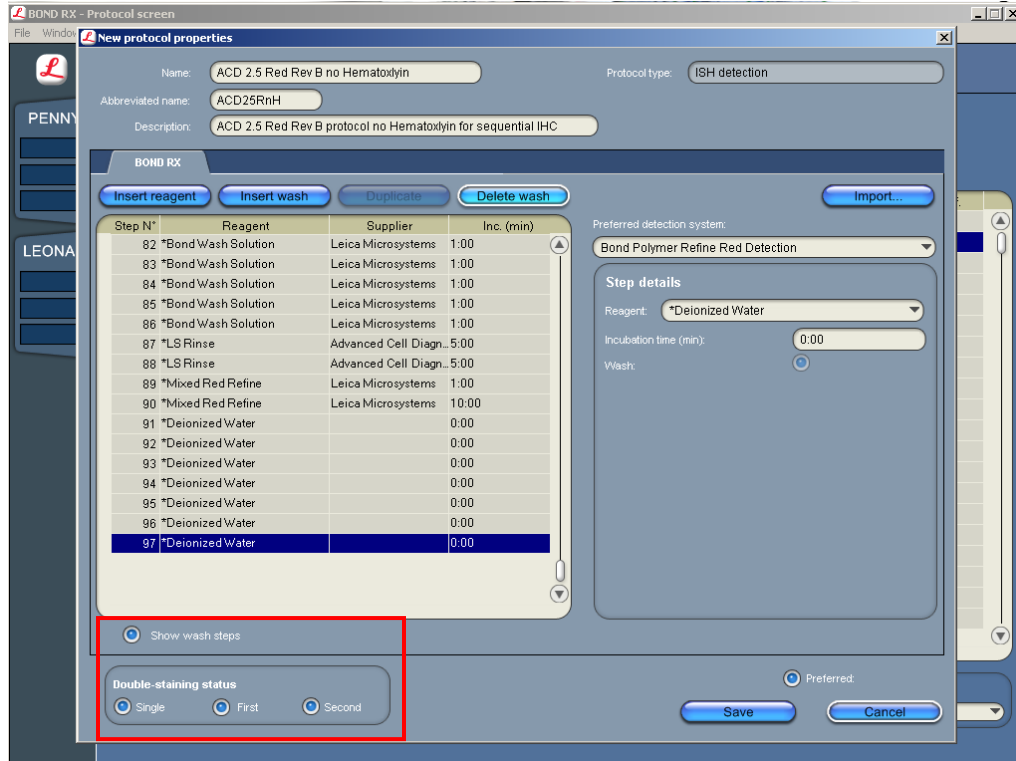 BOND RX - Protocol screen
File Window
New protocol properties
Name: ACD 2.5 Red Rev B no Hematoxlyin Protocol type: ISH detection
Abbreviated name: ACD25RnH
Description: ACD 2.5 Red Rev B protocol no Hematoxlyin for sequential IHC
PENNY
LEONA
BOND RX
Insert reagent Insert wash Duplicate Delete wash Import...
Step N° Reagent Supplier Inc. (min)
82 *Bond Wash Solution Leica Microsystems 1:00
83 *Bond Wash Solution Leica Microsystems 1:00
84 *Bond Wash Solution Leica Microsystems 1:00
85 *Bond Wash Solution Leica Microsystems 1:00
86 *Bond Wash Solution Leica Microsystems 1:00
87 *LS Rinse Advanced Cell Diagn... 5:00
88 *LS Rinse Advanced Cell Diagn... 5:00
89 *Mixed Red Refine Leica Microsystems 1:00
90 *Mixed Red Refine Leica Microsystems 10:00
91 *Deionized Water 0:00
92 *Deionized Water 0:00
93 *Deionized Water 0:00
94 *Deionized Water 0:00
95 *Deionized Water 0:00
96 *Deionized Water 0:00
97 *Deionized Water 0:00
Preferred detection system:
Bond Polymer Refine Red Detection
Step details
Reagent: *Deionized Water
Incubation time (min): 0:00
Wash:
Show wash steps
Double-staining status
Single First Second
Preferred:
Save Cancel